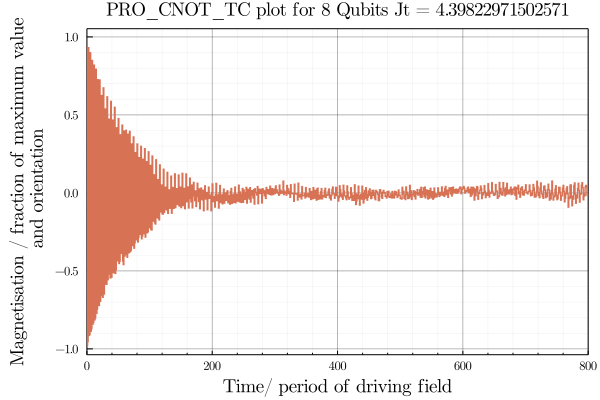 PRO_CNOT_TC plot for 8 Qubits Jt = 4.39822971502571
Magnetisation / fraction of maximum value
and orientation
1.0
0.5
0.0
−0.5
−1.0
0 200 400 600 800
Time/ period of driving field